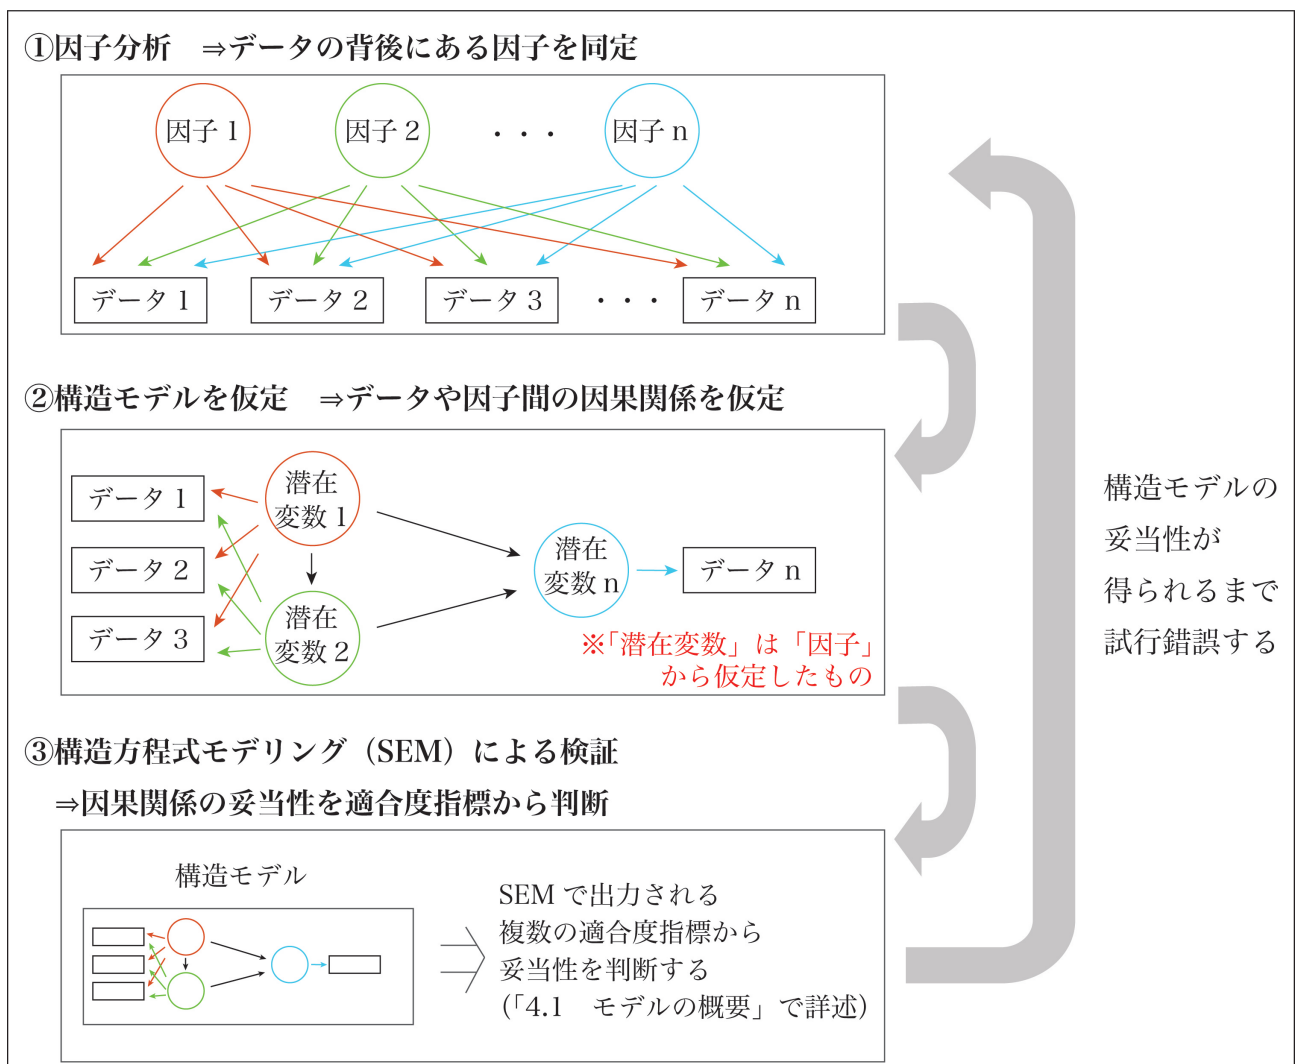 ①因子分析　⇒データの背後にある因子を同定
因子 1
因子 2
・・・
因子 n
データ 1
データ 2
データ 3
・・・
データ n
②構造モデルを仮定　⇒データや因子間の因果関係を仮定
データ 1
データ 2
データ 3
潜在
変数 1
潜在
変数 2
潜在
変数 n
データ n
※「潜在変数」は「因子」
から仮定したもの
③構造方程式モデリング（SEM）による検証
⇒因果関係の妥当性を適合度指標から判断
構造モデル
SEM で出力される
複数の適合度指標から
妥当性を判断する
（「4.1　モデルの概要」で詳述）
構造モデルの
妥当性が
得られるまで
試行錯誤する